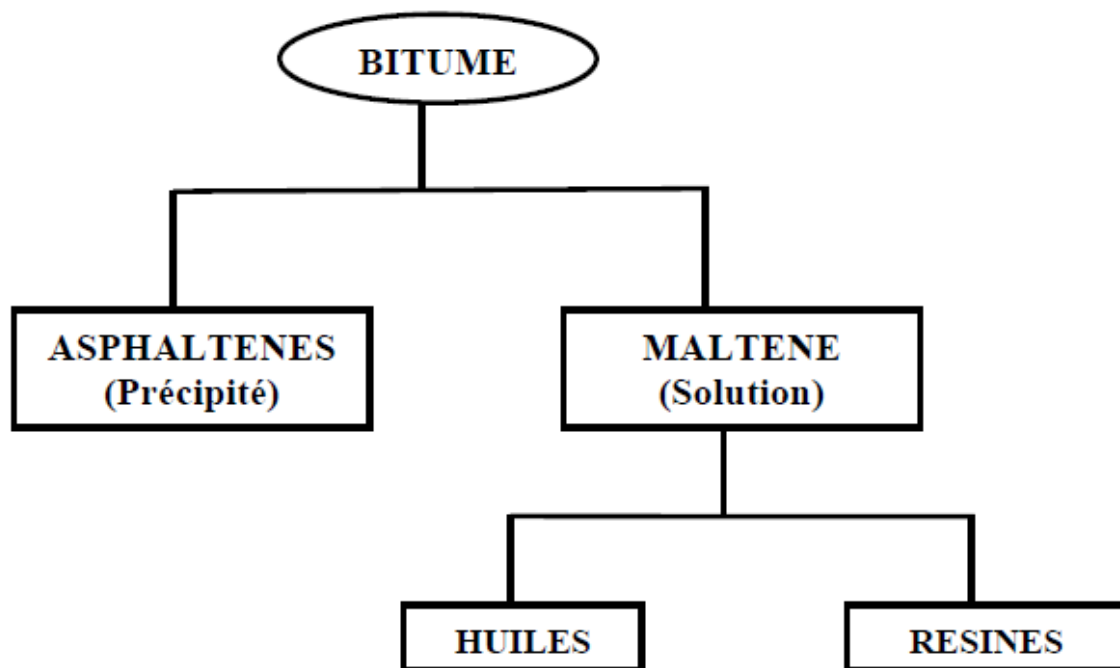 BITUME
ASPHALTENES
(Précipité)
MALTENE
(Solution)
HUILES
RESINES